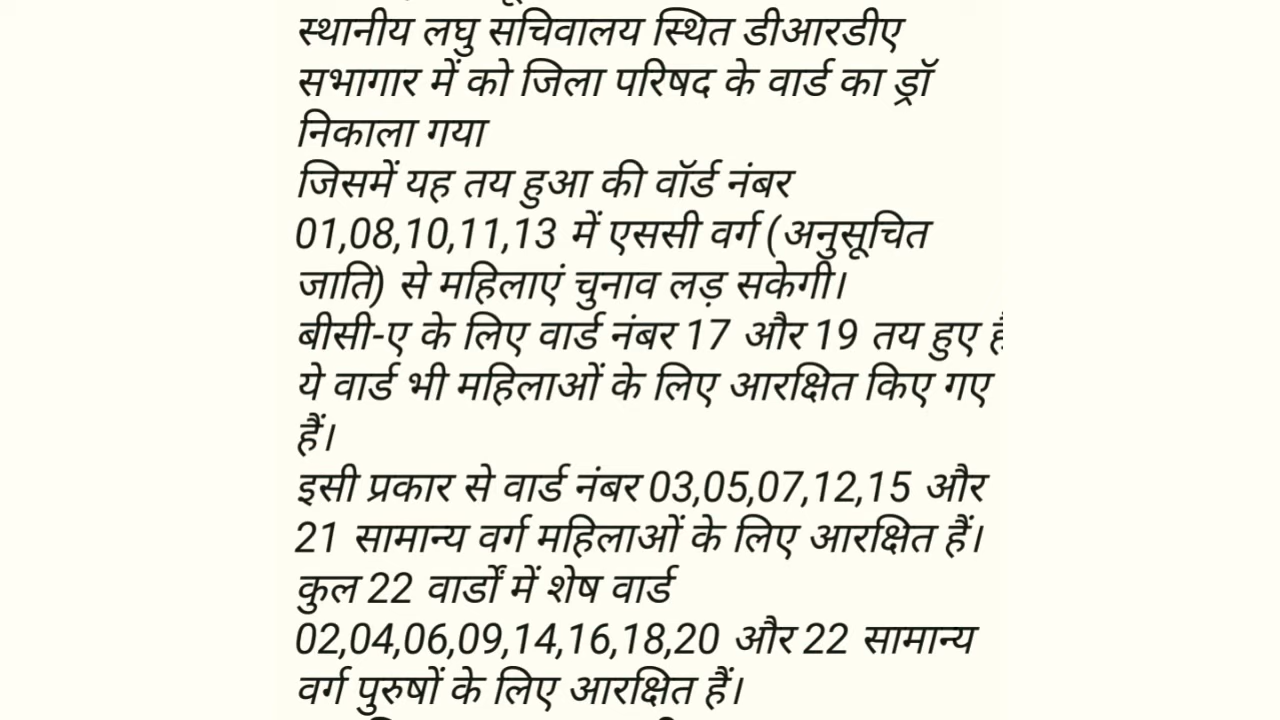 स्थानीय लघु सचिवालय स्थित डीआरडीए
सभागार में को जिला परिषद के वार्ड का ड्रॉ
निकाला गया
जिसमें यह तय हुआ की वॉर्ड नंबर
01,08,10,11,13 में एससी वर्ग (अनुसूचित
जाति) से महिलाएं चुनाव लड़ सकेगी।
बीसी-ए के लिए वार्ड नंबर 17 और 19 तय हुए
ये वार्ड भी महिलाओं के लिए आरक्षित किए गए
हैं।
इसी प्रकार से वार्ड नंबर 03,05,07,12,15 और
21 सामान्य वर्ग महिलाओं के लिए आरक्षित हैं।
कुल 22 वार्डों में शेष वार्ड
02,04,06,09,14,16,18,20 और 22 सामान्य
वर्ग पुरुषों के लिए आरक्षित हैं।